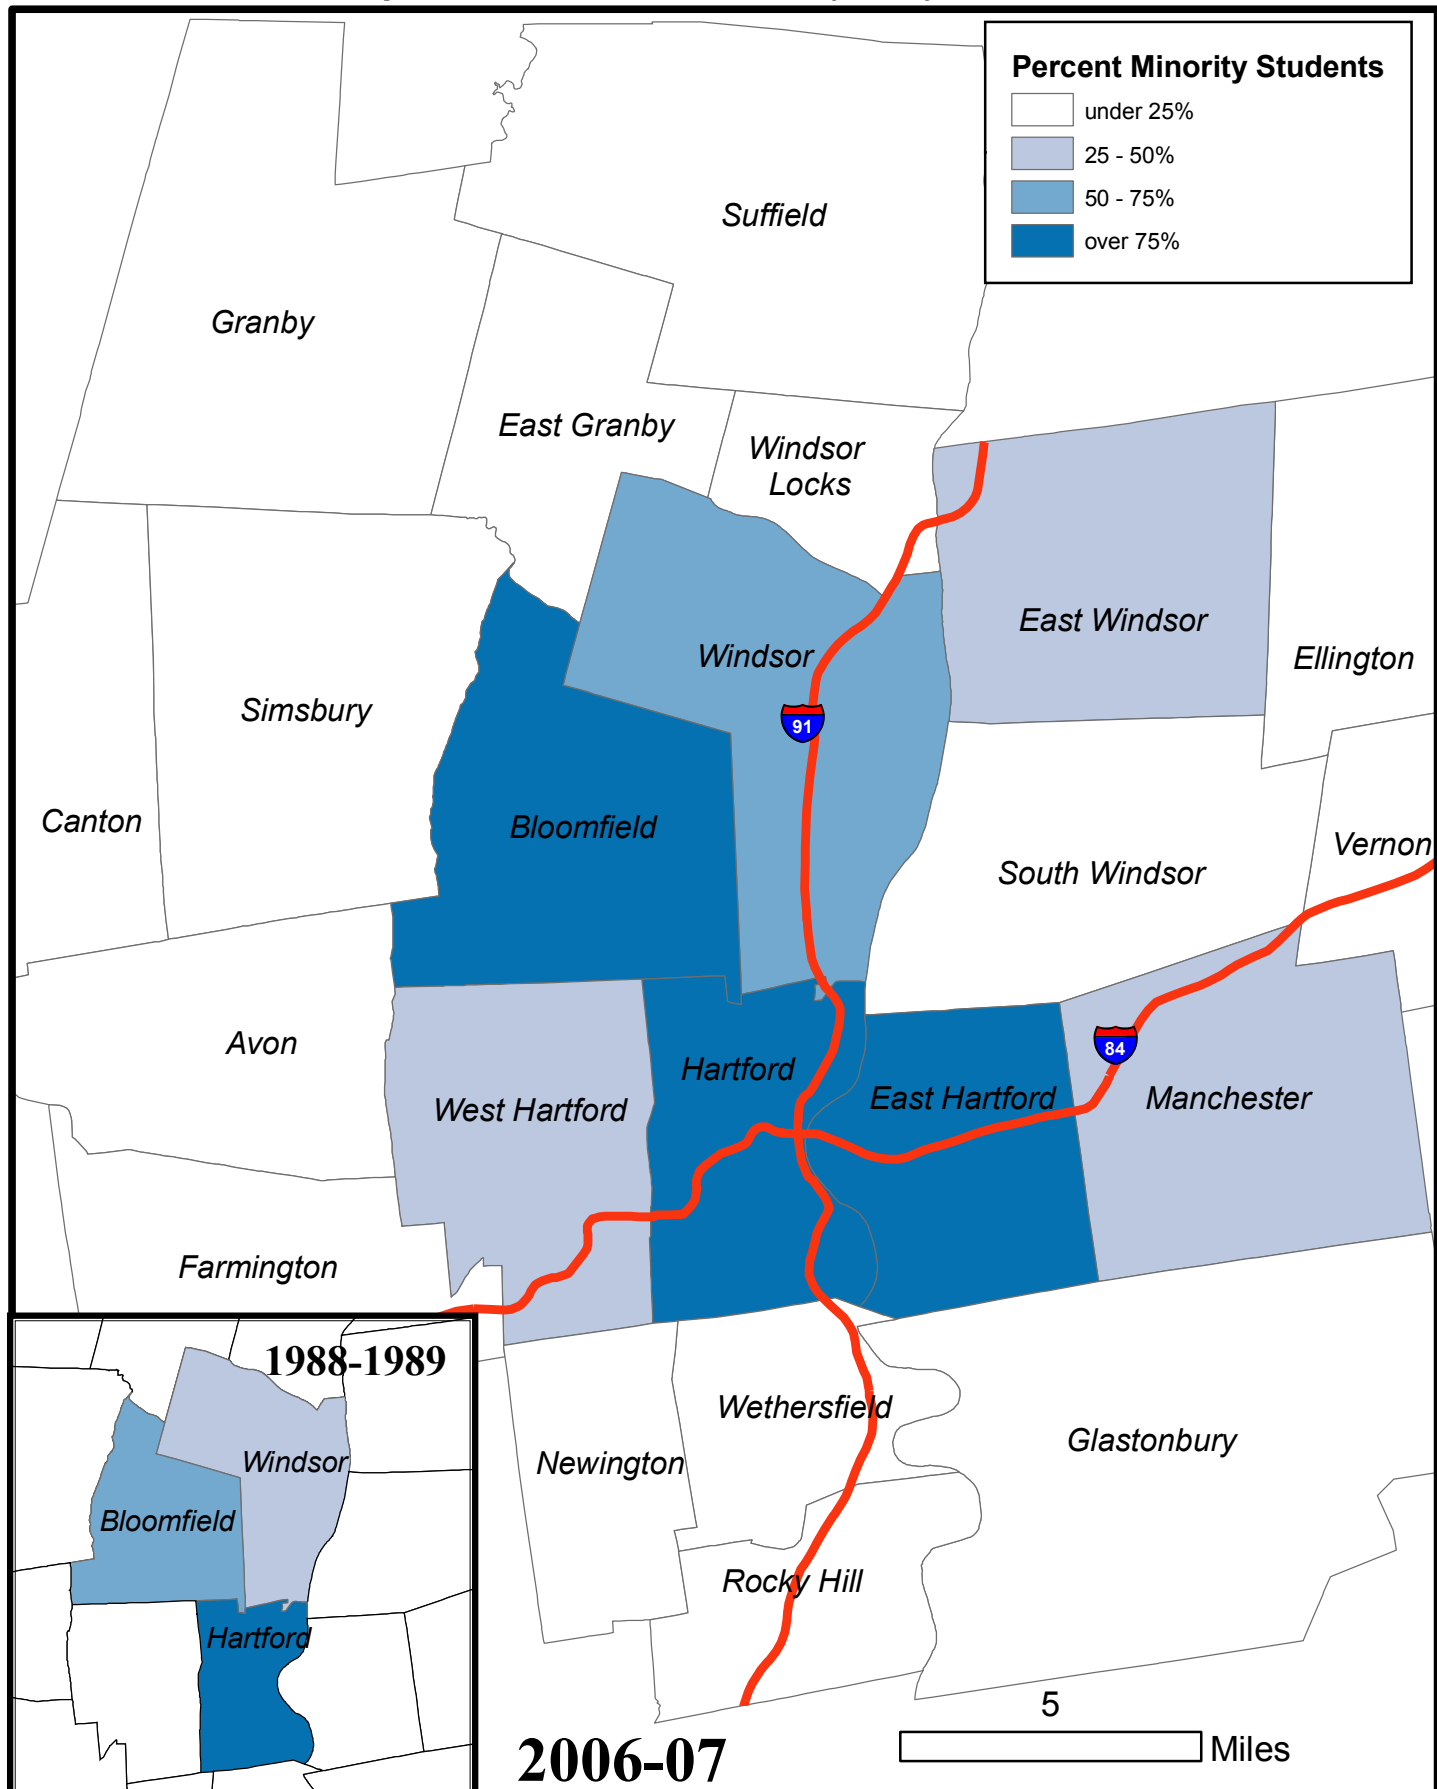 Percent Minority Students
under 25%
25 - 50%
50 - 75%
over 75%
Suffield
Granby
East Granby
Windsor
Locks
East Windsor
Ellington
Windsor
Simsbury
91
Canton
Bloomfield
Vernon
South Windsor
Avon
84
Hartford
East Hartford
Manchester
West Hartford
Farmington
1988-1989
Windsor
Bloomfield
Hartford
Wethersfield
Glastonbury
Newington
Rocky Hill
5
Miles
2006-07